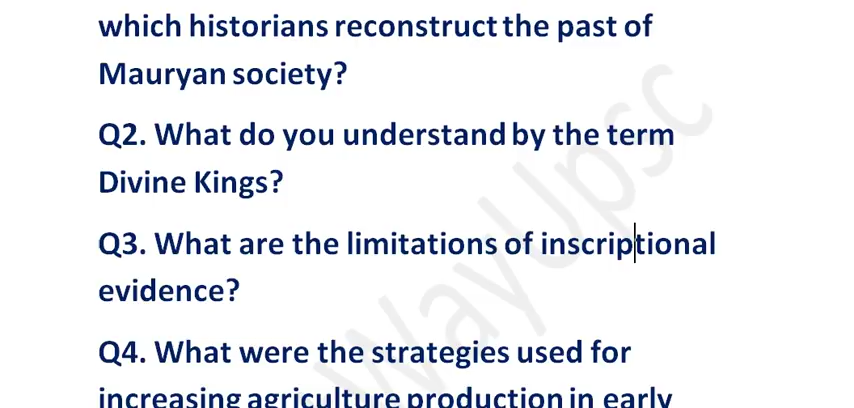 which historians reconstruct the past of
Mauryan society?
Q2. What do you understand by the term
Divine Kings?
Q3. What are the limitations of inscriptional
evidence?
Q4. What were the strategies used for
increasing agriculture production in early
WayUpsc